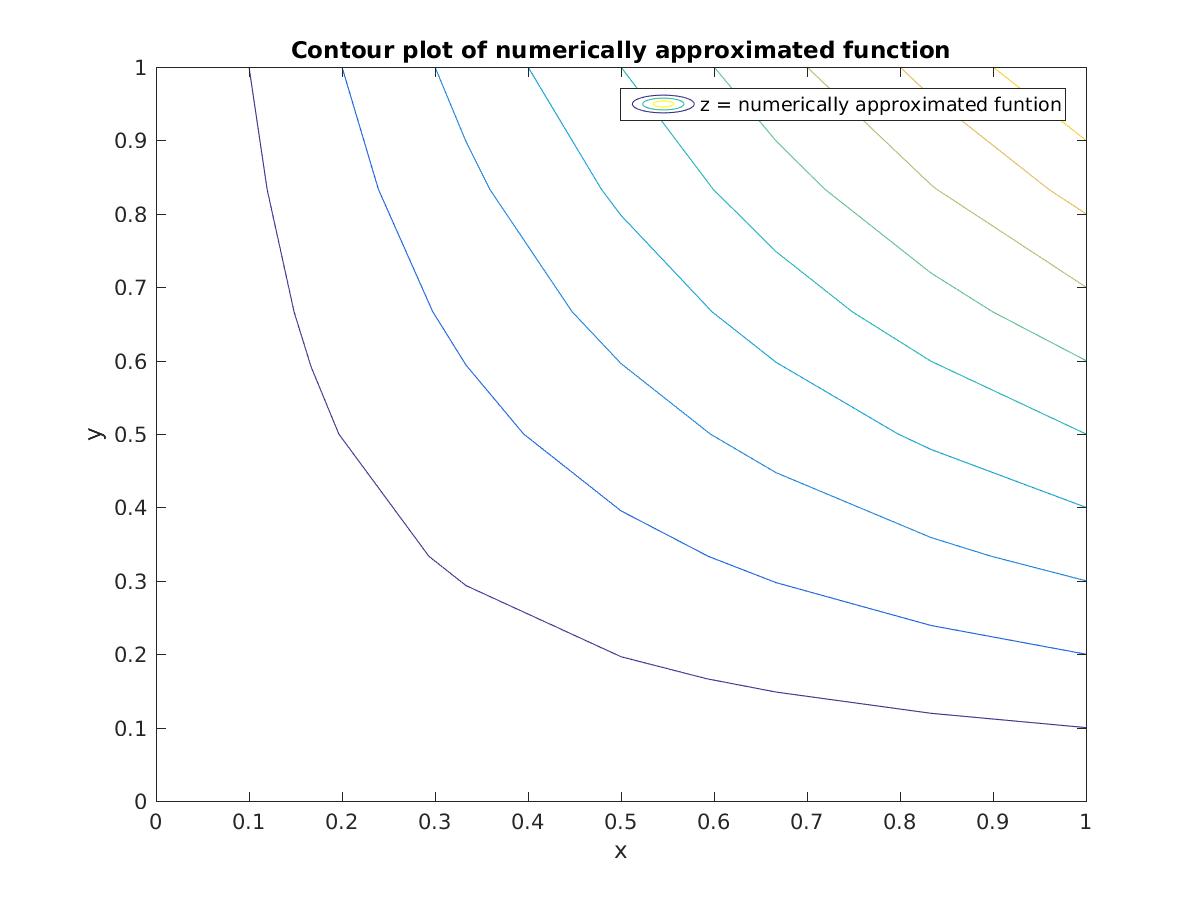 Contour plot of numerically approximated function
z = numerically approximated funtion
1
0.9
0.8
0.7
0.6
0.5
0.4
0.3
0.2
0.1
0
y
0 0.1 0.2 0.3 0.4 0.5 0.6 0.7 0.8 0.9 1
x